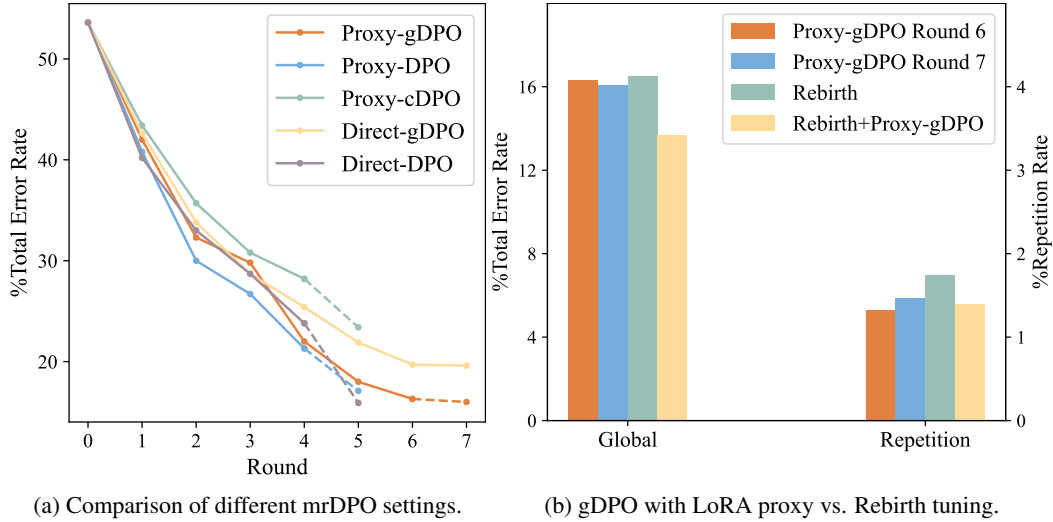 %Total Error Rate
50
40
30
20
0 1 2 3 4 5 6 7
Round
Proxy-gDPO
Proxy-DPO
Proxy-cDPO
Direct-gDPO
Direct-DPO
(a) Comparison of different mrDPO settings.
%Total Error Rate
16
12
8
4
0
Proxy-gDPO Round 6
Proxy-gDPO Round 7
Rebirth
Rebirth+Proxy-gDPO
Global Repetition
4
3
2
1
0
%Repetition Rate
(b) gDPO with LoRA proxy vs. Rebirth tuning.